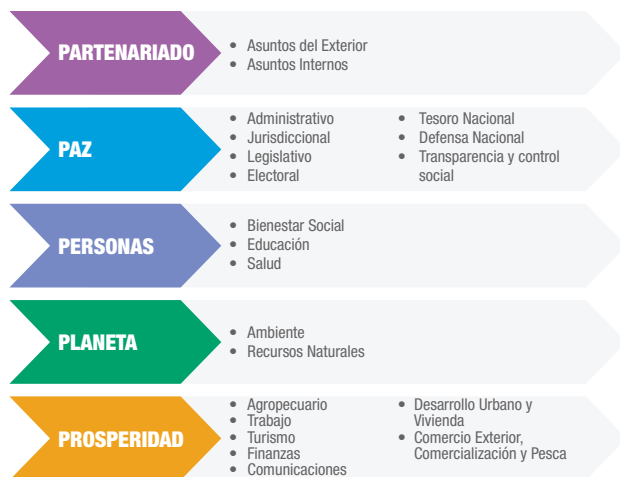 PARTENARIADO
• Asuntos del Exterior
• Asuntos Internos
PAZ
• Administrativo
• Jurisdiccional
• Legislativo
• Electoral
• Tesoro Nacional
• Defensa Nacional
• Transparencia y control
social
PERSONAS
• Bienestar Social
• Educación
• Salud
PLANETA
• Ambiente
• Recursos Naturales
PROSPERIDAD
• Agropecuario
• Trabajo
• Turismo
• Finanzas
• Comunicaciones
• Desarrollo Urbano y
Vivienda
• Comercio Exterior,
Comercialización y Pesca